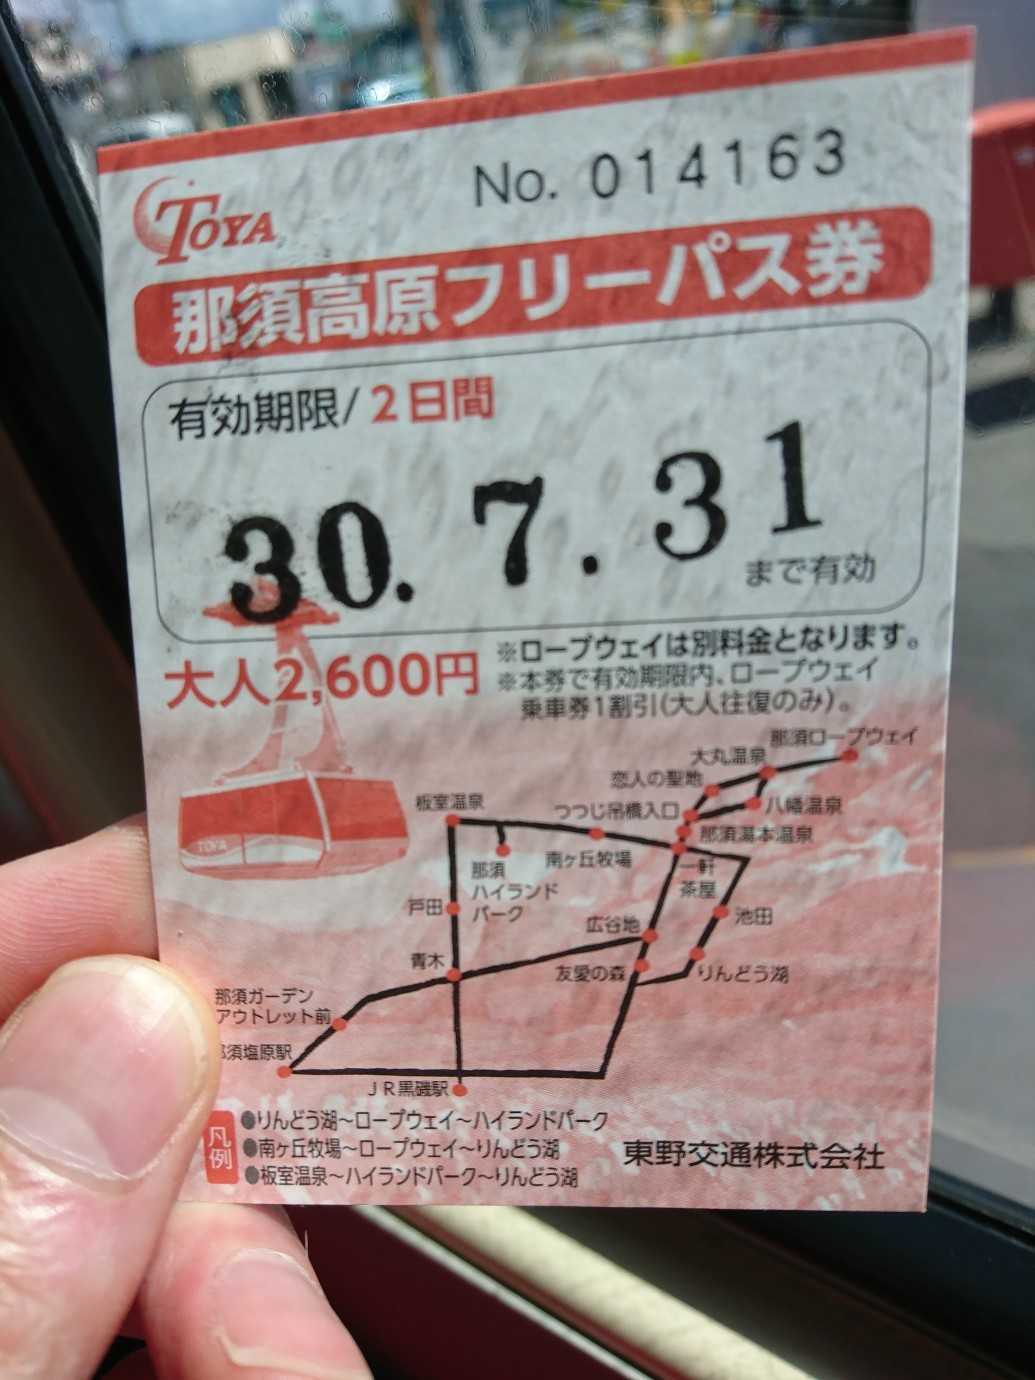 No. 014163
TOYA
那須高原フリーパス券
有効期限/2日間
30. 7. 31
まで有効
大人2,600円
※ロープウェイは別料金となります。
※本券で有効期限内、ロープウェイ
乗車券1割引(大人往復のみ)。
TOYA
那須ロープウェイ
大丸温泉
恋人の聖地
八幡温泉
板室温泉
つつじ吊橋入口
那須湯本温泉
南ヶ丘牧場
一軒
茶屋
那須
ハイランド
パーク
戸田
池田
広谷地
青木
友愛の森
りんどう湖
那須ガーデン
アウトレット前
須塩原駅
JR黒磯駅
凡例
●りんどう湖〜ロープウェイ〜ハイランドパーク
●南ヶ丘牧場〜ロープウェイ〜りんどう湖
●板室温泉〜ハイランドパーク〜りんどう湖
東野交通株式会社